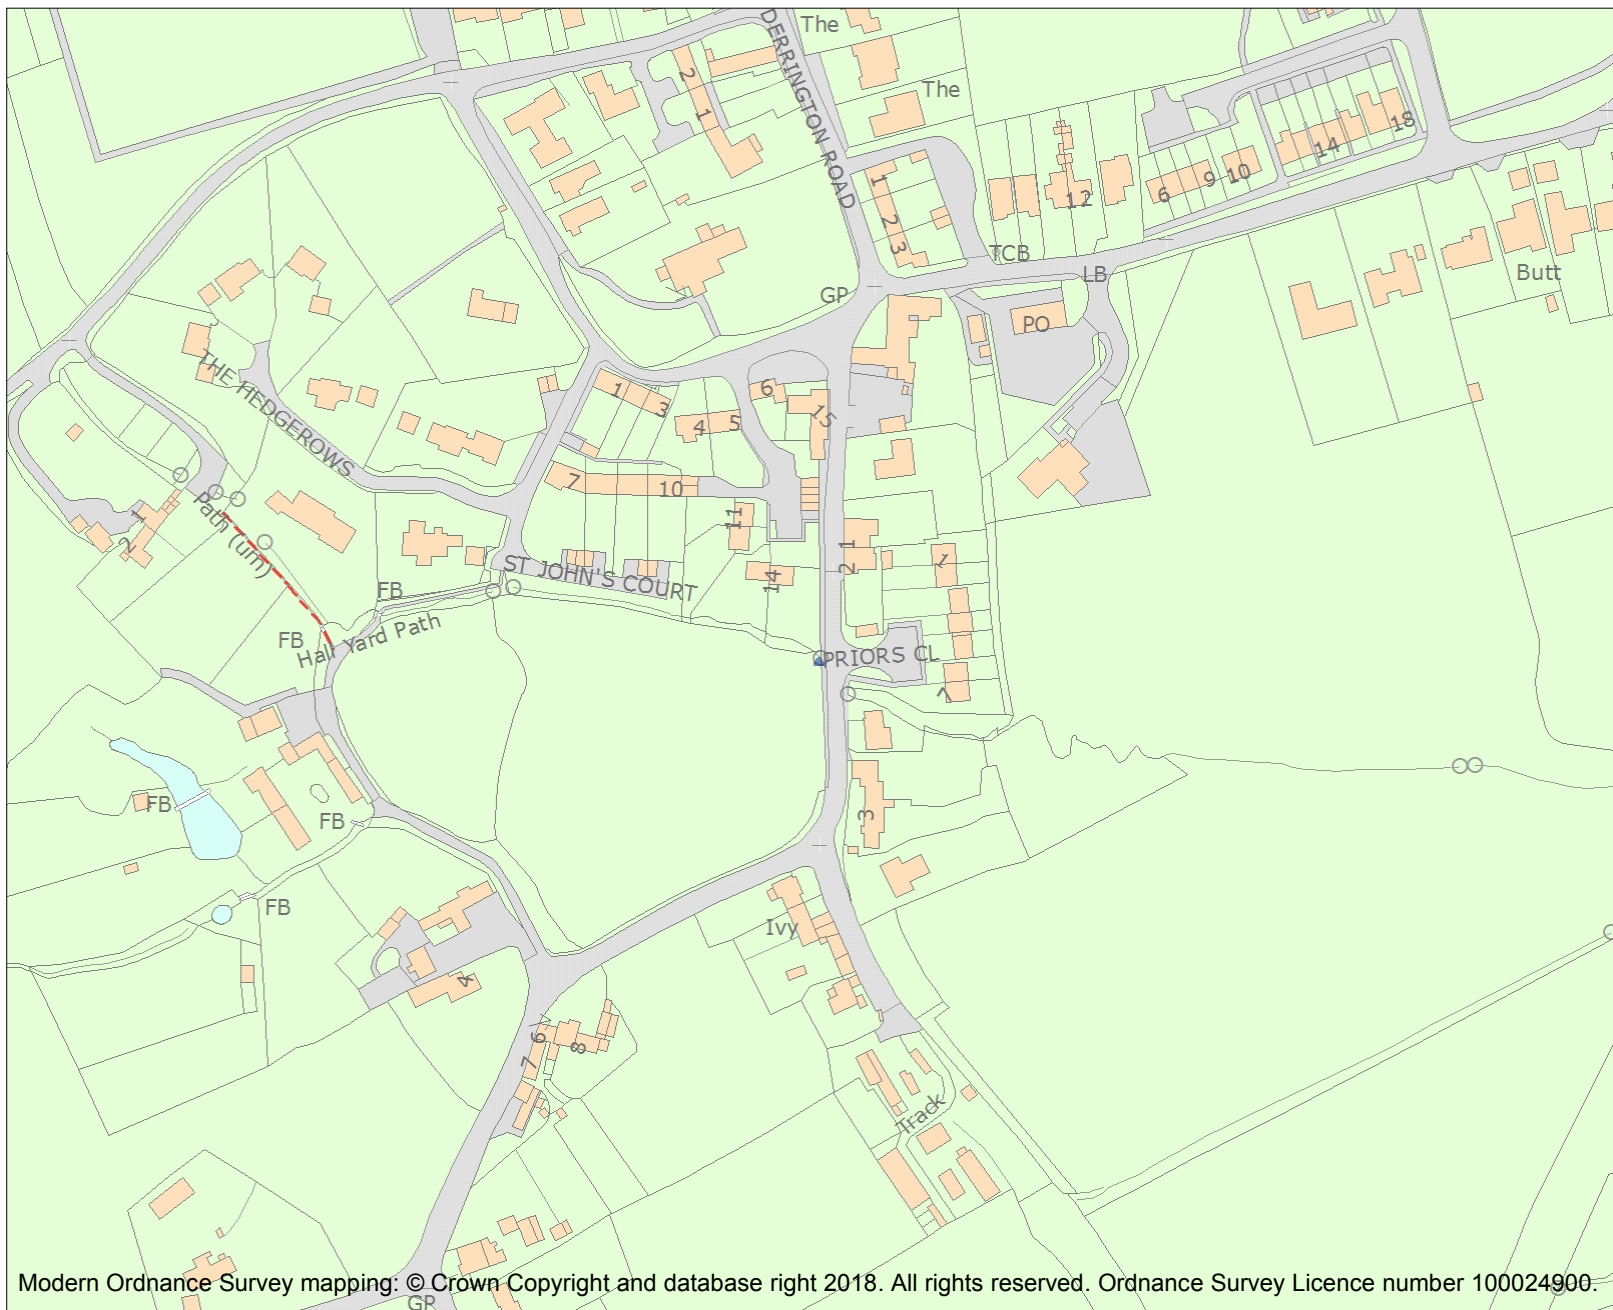 The
DERRINGTON ROAD
2
1
The
1
2
3
12
6
9
10
14
18
TCB
LB
GP
PO
Butt
THE HEDGEROWS
1
3
4
5
6
15
7
10
11
14
1
2
Path (um)
ST JOHN'S COURT
FB
FB
Hall Yard Path
1
2
1
PRIORS CL
7
FB
FB
3
FB
Ivy
4
6
7
8
Track
Modern Ordnance Survey mapping: © Crown Copyright and database right 2018. All rights reserved. Ordnance Survey Licence number 100024900.
GP